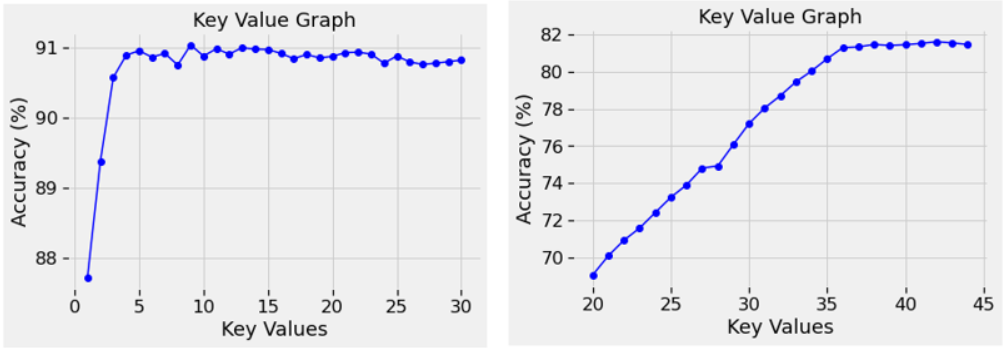 Key Value Graph
Accuracy (%)
91
90
89
88
0 5 10 15 20 25 30
Key Values
Key Value Graph
Accuracy (%)
82
80
78
76
74
72
70
20 25 30 35 40 45
Key Values